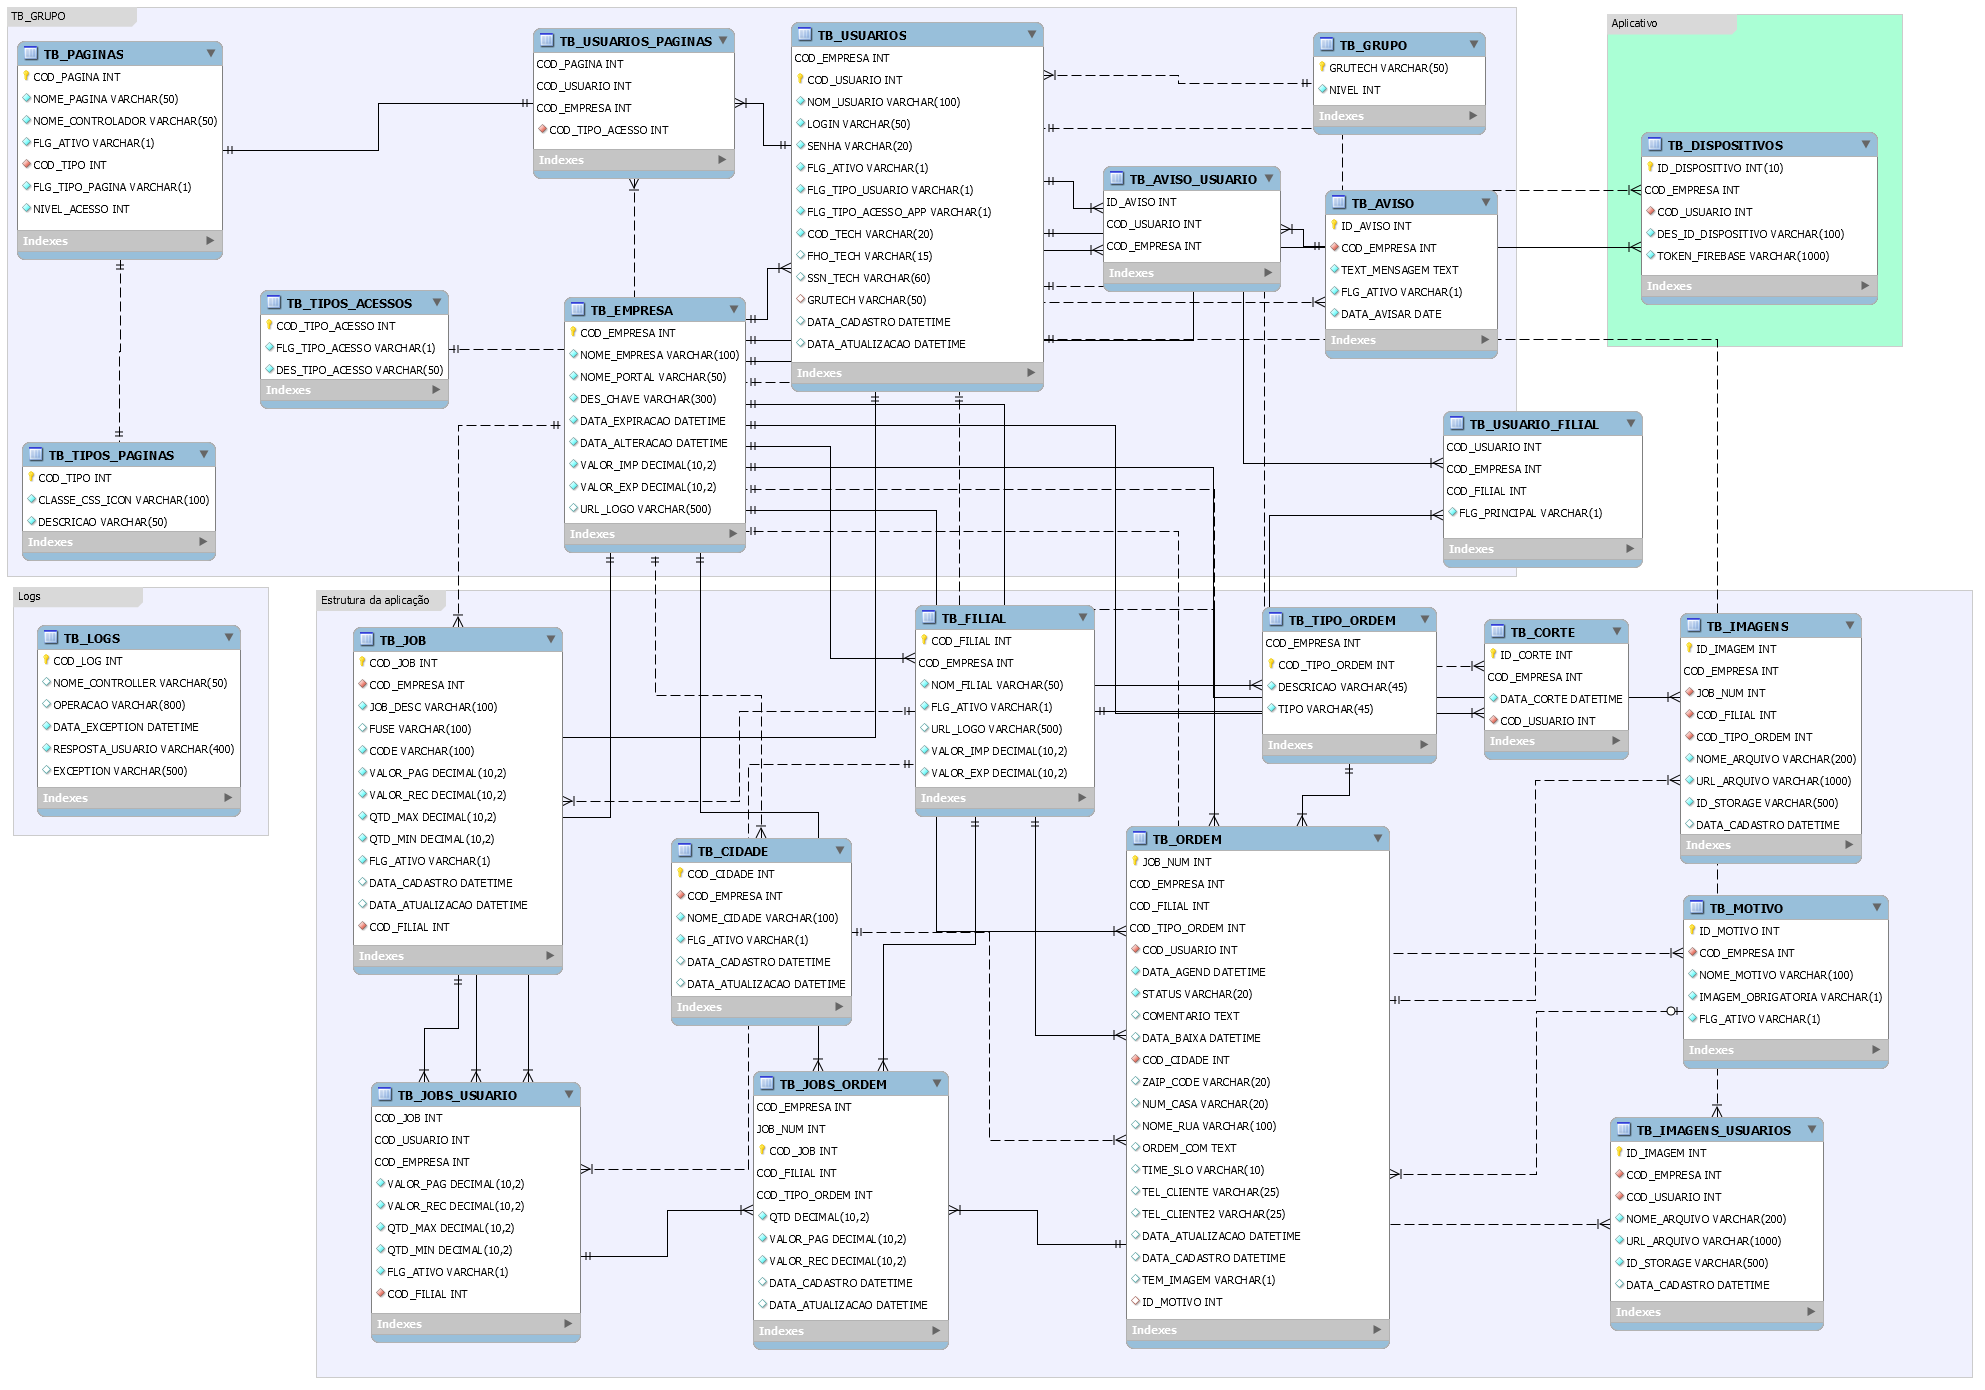 TB_GRUPO
TB_PAGINAS
COD_PAGINA INT
NOME_PAGINA VARCHAR(50)
NOME_CONTROLADOR VARCHAR(50)
FLG_ATIVO VARCHAR(1)
COD_TIPO INT
FLG_TIPO_PAGINA VARCHAR(1)
NIVEL_ACESSO INT
Indexes
TB_USUARIOS_PAGINAS
COD_PAGINA INT
COD_USUARIO INT
COD_EMPRESA INT
COD_TIPO_ACESSO INT
Indexes
TB_USUARIOS
COD_EMPRESA INT
COD_USUARIO INT
NOM_USUARIO VARCHAR(100)
LOGIN VARCHAR(50)
SENHA VARCHAR(20)
FLG_ATIVO VARCHAR(1)
FLG_TIPO_USUARIO VARCHAR(1)
FLG_TIPO_ACESSO_APP VARCHAR(1)
COD_TECH VARCHAR(20)
FHO_TECH VARCHAR(15)
SSN_TECH VARCHAR(60)
GRUTECH VARCHAR(50)
DATA_CADASTRO DATETIME
DATA_ATUALIZACAO DATETIME
Indexes
TB_GRUPO
GRUTECH VARCHAR(50)
NIVEL INT
Indexes
TB_AVISO_USUARIO
ID_AVISO INT
COD_USUARIO INT
COD_EMPRESA INT
Indexes
TB_AVISO
ID_AVISO INT
COD_EMPRESA INT
TEXT_MENSAGEM TEXT
FLG_ATIVO VARCHAR(1)
DATA_AVISAR DATE
Indexes
Aplicativo
TB_DISPOSITIVOS
ID_DISPOSITIVO INT(10)
COD_EMPRESA INT
COD_USUARIO INT
DES_ID_DISPOSITIVO VARCHAR(100)
TOKEN_FIREBASE VARCHAR(1000)
Indexes
TB_TIPOS_ACESSOS
COD_TIPO_ACESSO INT
FLG_TIPO_ACESSO VARCHAR(1)
DES_TIPO_ACESSO VARCHAR(50)
Indexes
TB_EMPRESA
COD_EMPRESA INT
NOME_EMPRESA VARCHAR(100)
NOME_PORTAL VARCHAR(50)
DES_CHAVE VARCHAR(300)
DATA_EXPIRACAO DATETIME
DATA_ALTERACAO DATETIME
VALOR_IMP DECIMAL(10,2)
VALOR_EXP DECIMAL(10,2)
URL_LOGO VARCHAR(500)
Indexes
TB_TIPOS_PAGINAS
COD_TIPO INT
CLASSE_CSS_ICON VARCHAR(100)
DESCRICAO VARCHAR(50)
Indexes
TB_USUARIO_FILIAL
COD_USUARIO INT
COD_EMPRESA INT
COD_FILIAL INT
FLG_PRINCIPAL VARCHAR(1)
Indexes
Logs
TB_LOGS
COD_LOG INT
NOME_CONTROLLER VARCHAR(50)
OPERACAO VARCHAR(800)
DATA_EXCEPTION DATETIME
RESPOSTA_USUARIO VARCHAR(400)
EXCEPTION VARCHAR(500)
Indexes
Estrutura da aplicação
TB_JOB
COD_JOB INT
COD_EMPRESA INT
JOB_DESC VARCHAR(100)
FUSE VARCHAR(100)
CODE VARCHAR(100)
VALOR_PAG DECIMAL(10,2)
VALOR_REC DECIMAL(10,2)
QTD_MAX DECIMAL(10,2)
QTD_MIN DECIMAL(10,2)
FLG_ATIVO VARCHAR(1)
DATA_CADASTRO DATETIME
DATA_ATUALIZACAO DATETIME
COD_FILIAL INT
Indexes
TB_FILIAL
COD_FILIAL INT
COD_EMPRESA INT
NOM_FILIAL VARCHAR(50)
FLG_ATIVO VARCHAR(1)
URL_LOGO VARCHAR(500)
VALOR_IMP DECIMAL(10,2)
VALOR_EXP DECIMAL(10,2)
Indexes
TB_TIPO_ORDEM
COD_EMPRESA INT
COD_TIPO_ORDEM INT
DESCRICAO VARCHAR(45)
TIPO VARCHAR(45)
Indexes
TB_CORTE
ID_CORTE INT
COD_EMPRESA INT
DATA_CORTE DATETIME
COD_USUARIO INT
Indexes
TB_IMAGENS
ID_IMAGEM INT
COD_EMPRESA INT
JOB_NUM INT
COD_FILIAL INT
COD_TIPO_ORDEM INT
NOME_ARQUIVO VARCHAR(200)
URL_ARQUIVO VARCHAR(1000)
ID_STORAGE VARCHAR(500)
DATA_CADASTRO DATETIME
Indexes
TB_CIDADE
COD_CIDADE INT
COD_EMPRESA INT
NOME_CIDADE VARCHAR(100)
FLG_ATIVO VARCHAR(1)
DATA_CADASTRO DATETIME
DATA_ATUALIZACAO DATETIME
Indexes
TB_ORDEM
JOB_NUM INT
COD_EMPRESA INT
COD_FILIAL INT
COD_TIPO_ORDEM INT
COD_USUARIO INT
DATA_AGEND DATETIME
STATUS VARCHAR(20)
COMENTARIO TEXT
DATA_BAIXA DATETIME
COD_CIDADE INT
ZAIP_CODE VARCHAR(20)
NUM_CASA VARCHAR(20)
NOME_RUA VARCHAR(100)
ORDEM_COM TEXT
TIME_SLO VARCHAR(10)
TEL_CLIENTE VARCHAR(25)
TEL_CLIENTE2 VARCHAR(25)
DATA_ATUALIZACAO DATETIME
DATA_CADASTRO DATETIME
TEM_IMAGEM VARCHAR(1)
ID_MOTIVO INT
Indexes
TB_MOTIVO
ID_MOTIVO INT
COD_EMPRESA INT
NOME_MOTIVO VARCHAR(100)
IMAGEM_OBRIGATORIA VARCHAR(1)
FLG_ATIVO VARCHAR(1)
Indexes
TB_JOBS_USUARIO
COD_JOB INT
COD_USUARIO INT
COD_EMPRESA INT
VALOR_PAG DECIMAL(10,2)
VALOR_REC DECIMAL(10,2)
QTD_MAX DECIMAL(10,2)
QTD_MIN DECIMAL(10,2)
FLG_ATIVO VARCHAR(1)
COD_FILIAL INT
Indexes
TB_JOBS_ORDEM
COD_EMPRESA INT
JOB_NUM INT
COD_JOB INT
COD_FILIAL INT
COD_TIPO_ORDEM INT
QTD DECIMAL(10,2)
VALOR_PAG DECIMAL(10,2)
VALOR_REC DECIMAL(10,2)
DATA_CADASTRO DATETIME
DATA_ATUALIZACAO DATETIME
Indexes
TB_IMAGENS_USUARIOS
ID_IMAGEM INT
COD_EMPRESA INT
COD_USUARIO INT
NOME_ARQUIVO VARCHAR(200)
URL_ARQUIVO VARCHAR(1000)
ID_STORAGE VARCHAR(500)
DATA_CADASTRO DATETIME
Indexes